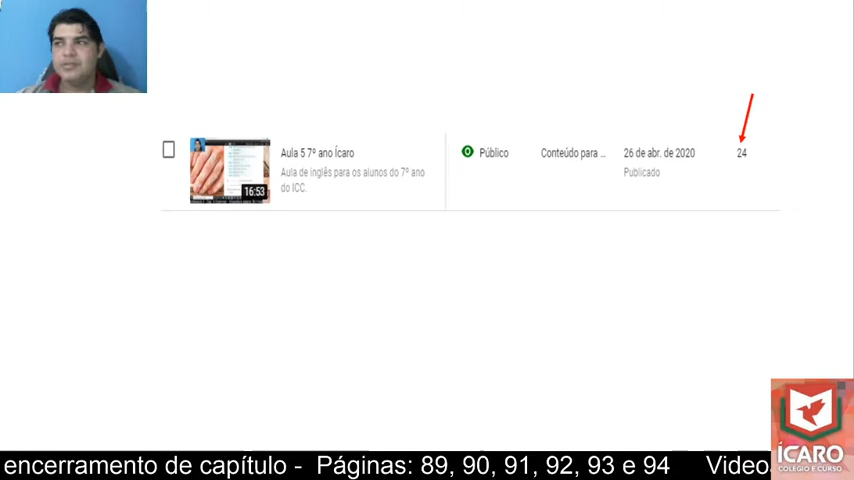 Aula 5 7º ano Ícaro
Aula de inglês para os alunos do 7º ano
do ICC.
16:53
Público
Conteúdo para ...
26 de abr. de 2020
Publicado
24
encerramento de capítulo - Páginas: 89, 90, 91, 92, 93 e 94 Video
ÍCARO
COLÉGIO E CURSO